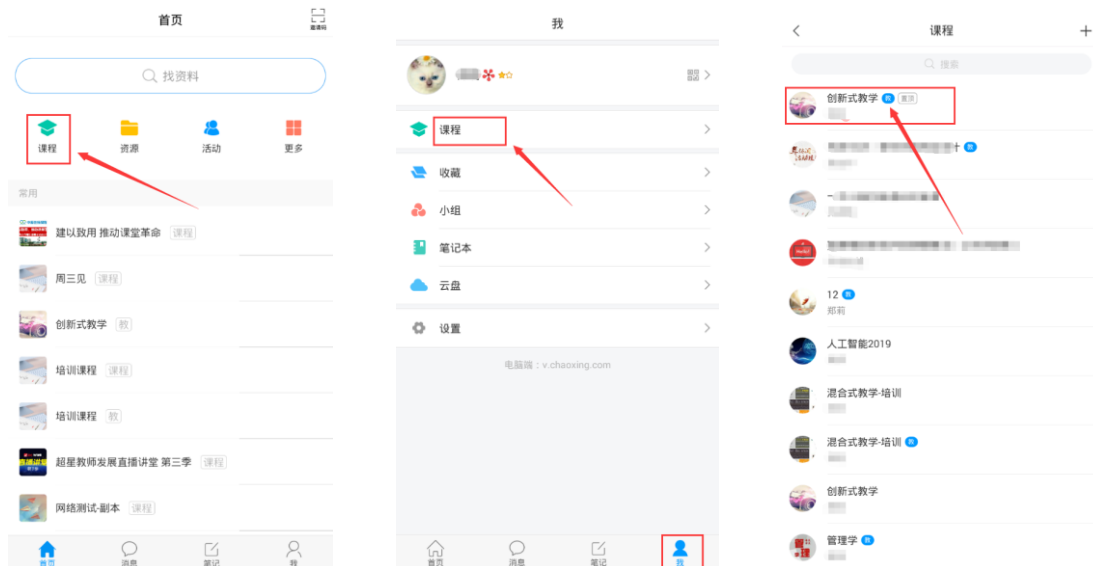 首页
邀请码
找资料
课程
资源
活动
更多
常用
建以致用 推动课堂革命 课程
周三见 课程
创新式教学 教
培训课程 课程
培训课程 教
超星教师发展直播讲堂 第三季 课程
网络测试-副本 课程
首页
消息
笔记
我
我
课程
收藏
小组
笔记本
云盘
设置
电脑端：v.chaoxing.com
首页
消息
笔记
我
课程
搜索
创新式教学 教 置顶
教
12 教
郑莉
人工智能2019
混合式教学-培训
混合式教学-培训 教
创新式教学
管理学 教